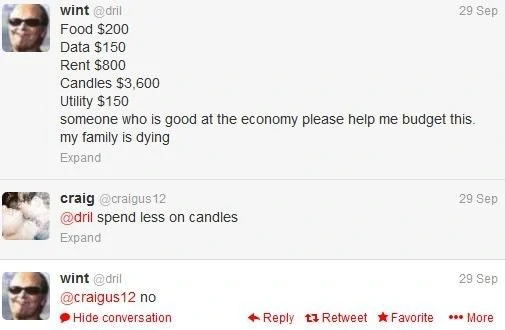 wint @dril 29 Sep
Food $200
Data $150
Rent $800
Candles $3,600
Utility $150
someone who is good at the economy please help me budget this.
my family is dying
Expand
craig @craigus12 29 Sep
@dril spend less on candles
Expand
wint @dril 29 Sep
@craigus12 no
Hide conversation Reply Retweet Favorite More